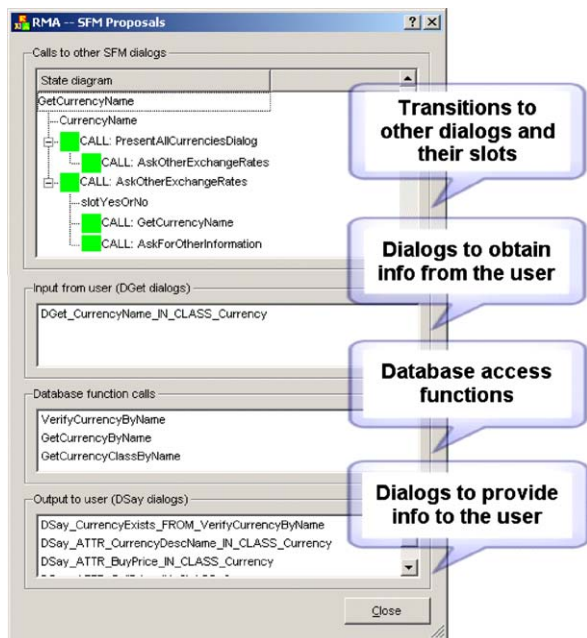 RMA -- SFM Proposals
Calls to other SFM dialogs
State diagram
GetCurrencyName
CurrencyName
CALL: PresentAllCurrenciesDialog
CALL: AskOtherExchangeRates
CALL: AskOtherExchangeRates
slotYesOrNo
CALL: GetCurrencyName
CALL: AskForOtherInformation
Transitions to
other dialogs and
their slots
Input from user (DGet dialogs)
DGet_CurrencyName_IN_CLASS_Currency
Dialogs to obtain
info from the user
Database function calls
VerifyCurrencyByName
GetCurrencyByName
GetCurrencyClassByName
Database access
functions
Output to user (DSay dialogs)
DSay_CurrencyExists_FROM_VerifyCurrencyByName
DSay_ATTR_CurrencyDescName_IN_CLASS_Currency
DSay_ATTR_BuyPrice_IN_CLASS_Currency
Dialogs to provide
info to the user
Close